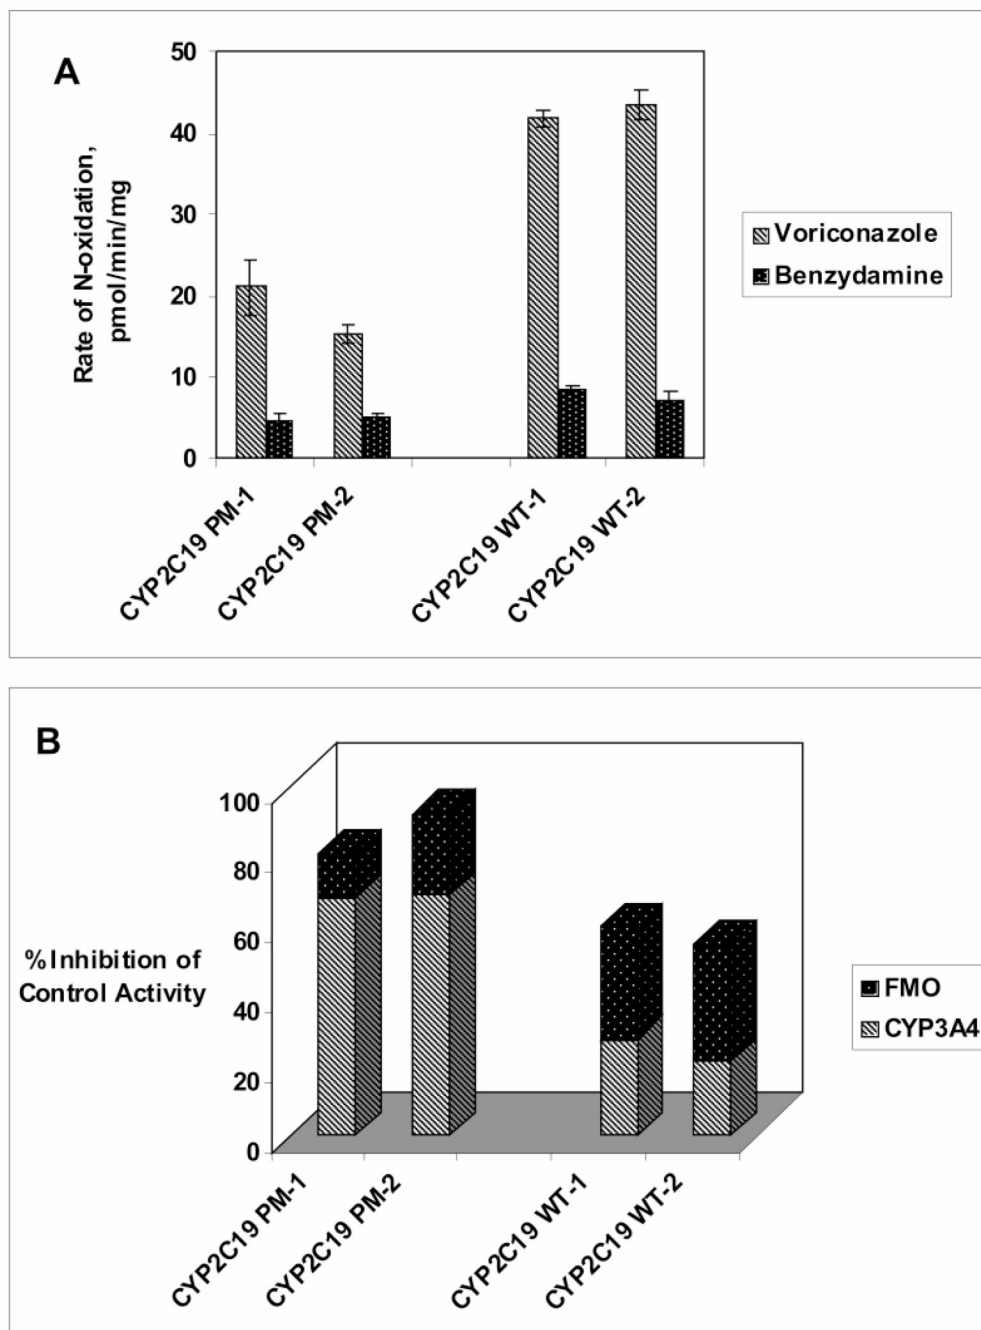 A
50
40
30
20
10
0
Rate of N-oxidation,
pmol/min/mg
CYP2C19 PM-1
CYP2C19 PM-2
CYP2C19 WT-1
CYP2C19 WT-2
Voriconazole
Benzydamine
B
100
80
60
40
20
0
%Inhibition of
Control Activity
CYP2C19 PM-1
CYP2C19 PM-2
CYP2C19 WT-1
CYP2C19 WT-2
FMO
CYP3A4